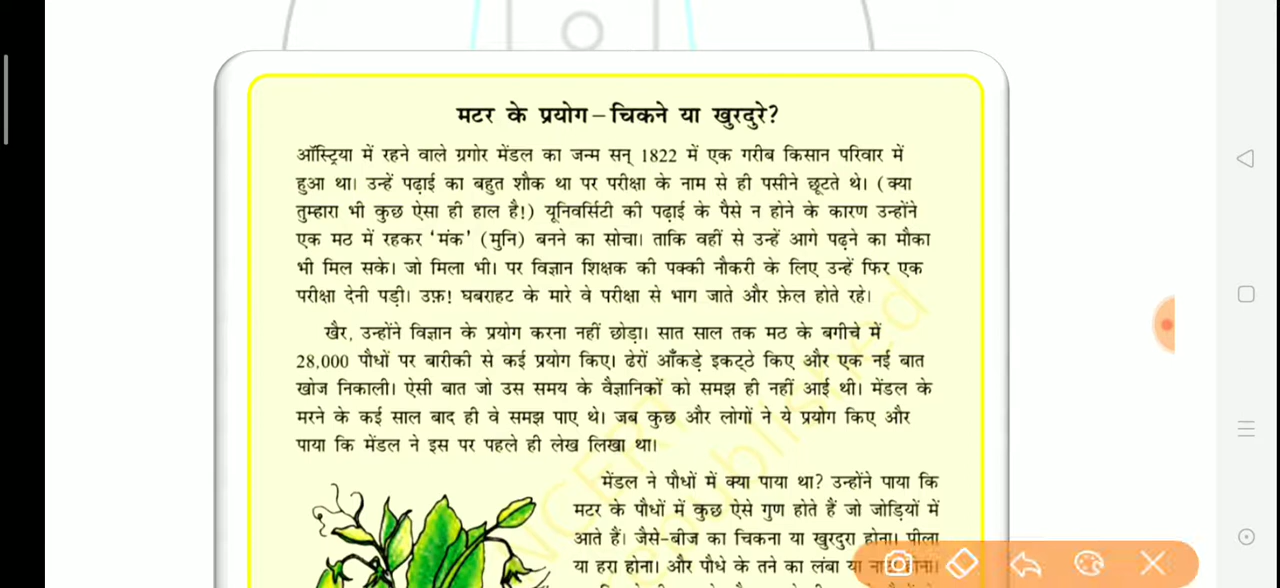 मटर के प्रयोग – चिकने या खुरदुरे?
ऑस्ट्रिया में रहने वाले ग्रगोर मेंडल का जन्म सन् 1822 में एक गरीब किसान परिवार में
हुआ था। उन्हें पढ़ाई का बहुत शौक था पर परीक्षा के नाम से ही पसीने छूटते थे। (क्या
तुम्हारा भी कुछ ऐसा ही हाल है!) यूनिवर्सिटी की पढ़ाई के पैसे न होने के कारण उन्होंने
एक मठ में रहकर ‘मंक’ (मुनि) बनने का सोचा। ताकि वहीं से उन्हें आगे पढ़ने का मौका
भी मिल सके। जो मिला भी। पर विज्ञान शिक्षक की पक्की नौकरी के लिए उन्हें फिर एक
परीक्षा देनी पड़ी। उफ़! घबराहट के मारे वे परीक्षा से भाग जाते और फ़ेल होते रहे।
खैर, उन्होंने विज्ञान के प्रयोग करना नहीं छोड़ा। सात साल तक मठ के बगीचे में
28,000 पौधों पर बारीकी से कई प्रयोग किए। ढेरों आँकड़े इकट्ठे किए और एक नई बात
खोज निकाली। ऐसी बात जो उस समय के वैज्ञानिकों को समझ ही नहीं आई थी। मेंडल के
मरने के कई साल बाद ही वे समझ पाए थे। जब कुछ और लोगों ने ये प्रयोग किए और
पाया कि मेंडल ने इस पर पहले ही लेख लिखा था।
मेंडल ने पौधों में क्या पाया था? उन्होंने पाया कि
मटर के पौधों में कुछ ऐसे गुण होते हैं जो जोड़ियों में
आते हैं। जैसे-बीज का चिकना या खुरदुरा होना। पीला
या हरा होना। और पौधे के तने का लंबा या
NCERT
republished